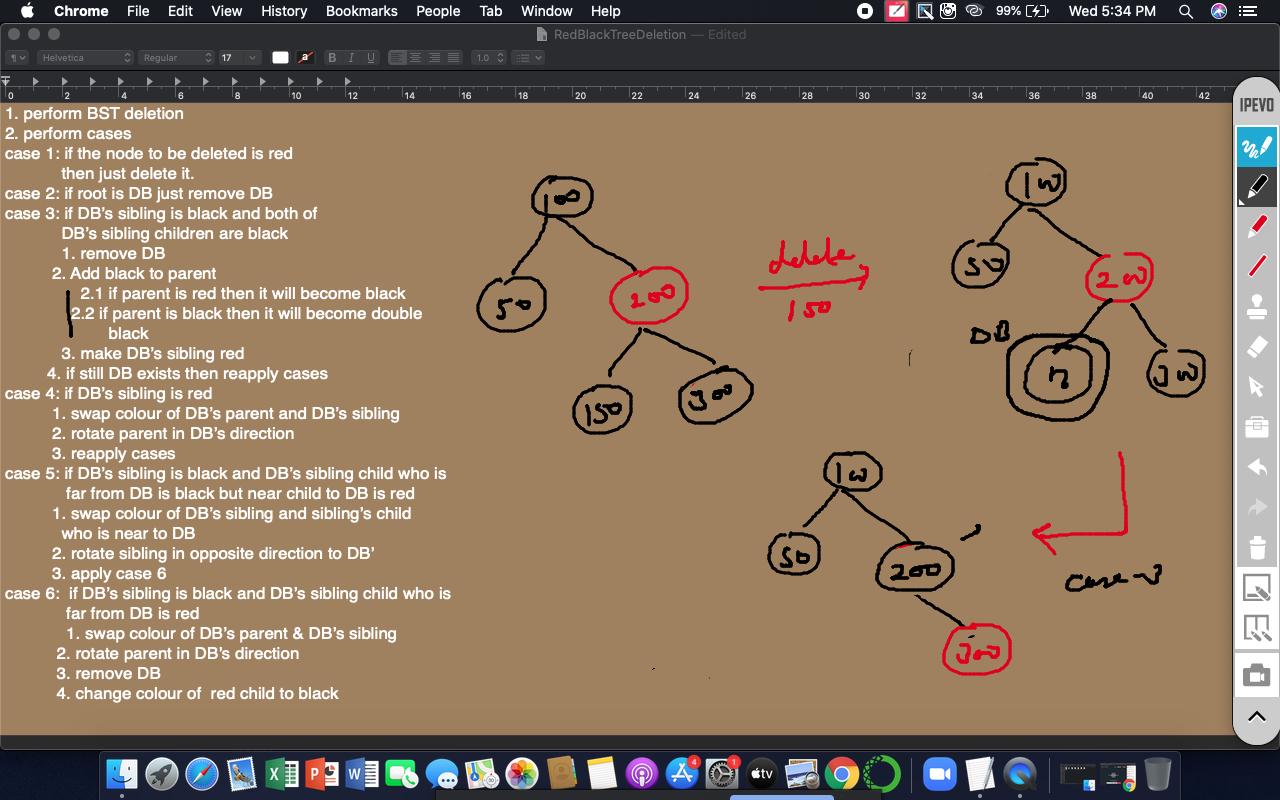 Chrome File Edit View History Bookmarks People Tab Window Help 99% Wed 5:34 PM
RedBlackTreeDeletion — Edited
Helvetica Regular 17 a B I U 1.0
0 2 4 6 8 10 12 14 16 18 20 22 24 26 28 30 32 34 36 38 40 42
IPEVO
1. perform BST deletion
2. perform cases
case 1: if the node to be deleted is red
then just delete it.
case 2: if root is DB just remove DB
case 3: if DB's sibling is black and both of
DB's sibling children are black
1. remove DB
2. Add black to parent
2.1 if parent is red then it will become black
2.2 if parent is black then it will become double
black
3. make DB's sibling red
4. if still DB exists then reapply cases
case 4: if DB's sibling is red
1. swap colour of DB's parent and DB's sibling
2. rotate parent in DB's direction
3. reapply cases
case 5: if DB's sibling is black and DB's sibling child who is
far from DB is black but near child to DB is red
1. swap colour of DB's sibling and sibling's child
who is near to DB
2. rotate sibling in opposite direction to DB'
3. apply case 6
case 6: if DB's sibling is black and DB's sibling child who is
far from DB is red
1. swap colour of DB's parent & DB's sibling
2. rotate parent in DB's direction
3. remove DB
4. change colour of red child to black
100
50 200
150 300
delete
150
100
50 200
DB
300
100
50 200
300
case-3
4 1
tv